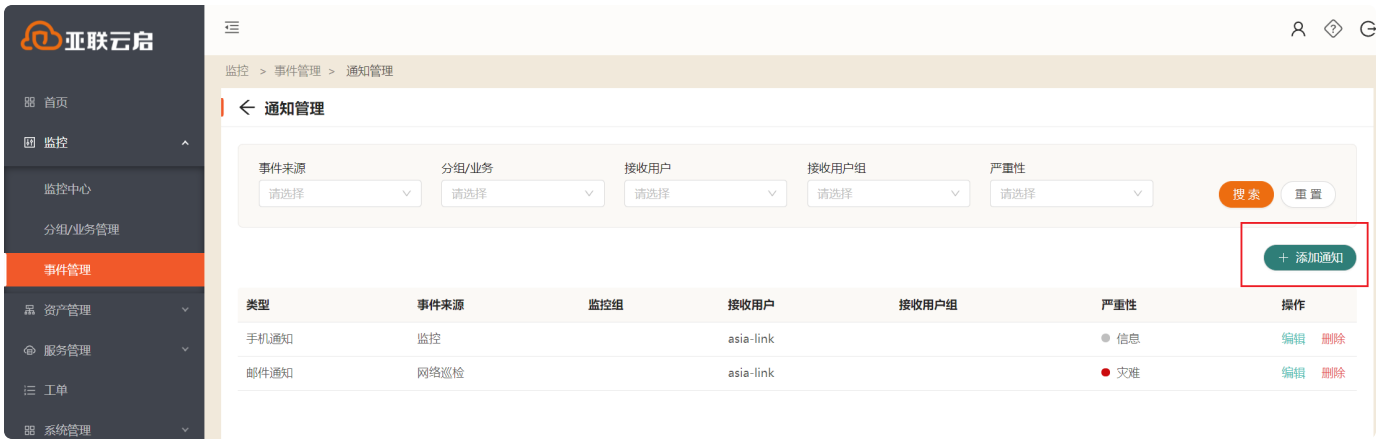 亚联云启
首页
监控
监控中心
分组/业务管理
事件管理
资产管理
服务管理
工单
系统管理
监控 > 事件管理 > 通知管理
通知管理
事件来源 分组/业务 接收用户 接收用户组 严重性
请选择 请选择 请选择 请选择 请选择 搜索 重置
+ 添加通知
类型 事件来源 监控组 接收用户 接收用户组 严重性 操作
手机通知 监控 asia-link 信息 编辑 删除
邮件通知 网络巡检 asia-link 灾难 编辑 删除